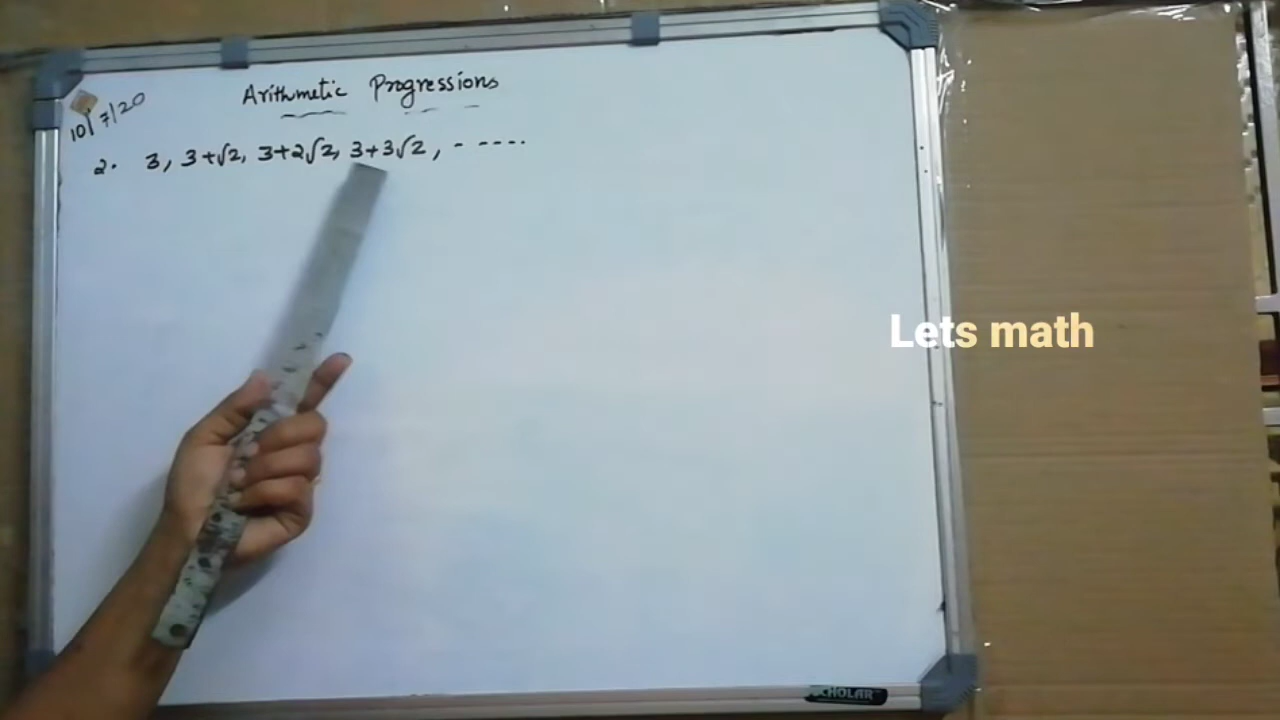 Arithmetic Progressions
10/7/20
2. 3, 3+√2, 3+2√2, 3+3√2, - ----.
Lets math
SCHOLAR